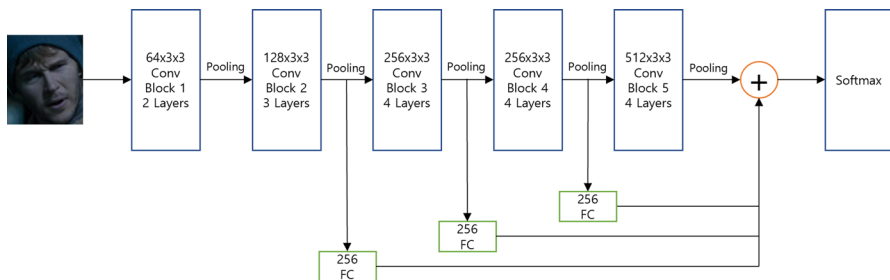 64x3x3
Conv
Block 1
2 Layers
Pooling
128x3x3
Conv
Block 2
3 Layers
Pooling
256x3x3
Conv
Block 3
4 Layers
Pooling
256x3x3
Conv
Block 4
4 Layers
Pooling
512x3x3
Conv
Block 5
4 Layers
Pooling
+
Softmax
256
FC
256
FC
256
FC